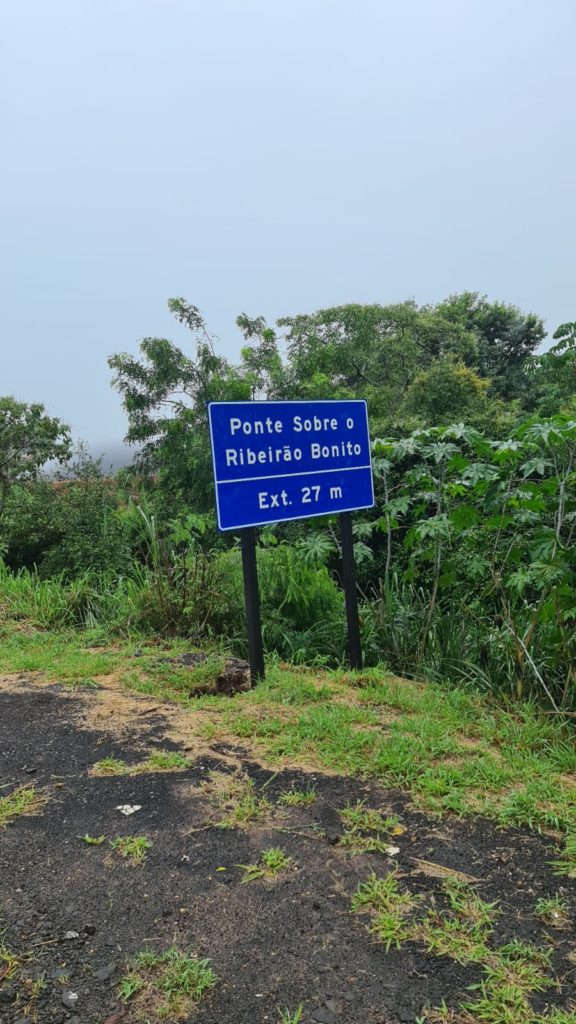 Ponte Sobre o
Ribeirão Bonito
Ext. 27 m